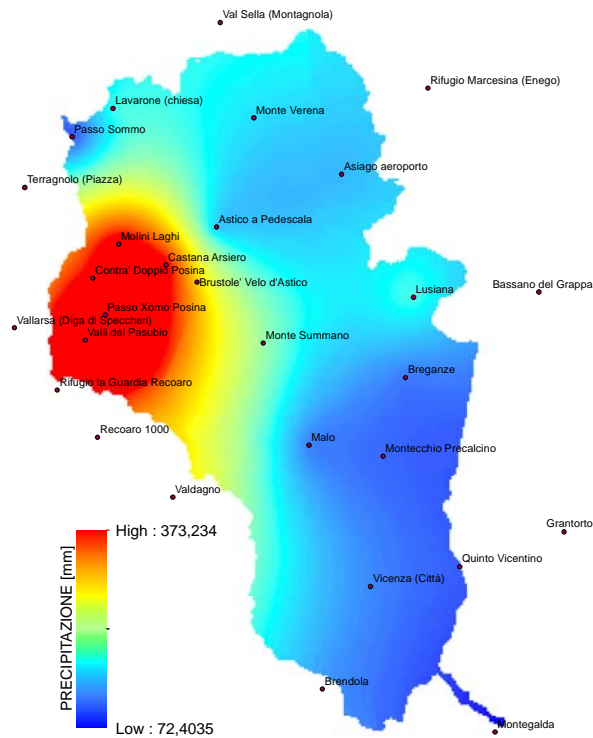 Val Sella (Montagnola)
Rifugio Marcesina (Enego)
Lavarone (chiesa)
Monte Verena
Passo Sommo
Asiago aeroporto
Terragnolo (Piazza)
Astico a Pedescala
Molini Laghi
Castana Arsiero
Contra' Doppio Posina
Brustole' Velo d'Astico
Bassano del Grappa
Lusiana
Passo Xomo Posina
Vallarsa (Diga di Speccheri)
Valli del Pasubio
Monte Summano
Breganze
Rifugio la Guardia Recoaro
Recoaro 1000
Malo
Montecchio Precalcino
Valdagno
Grantorto
High : 373,234
Quinto Vicentino
Vicenza (Città)
PRECIPITAZIONE [mm]
Brendola
Low : 72,4035
Montegalda